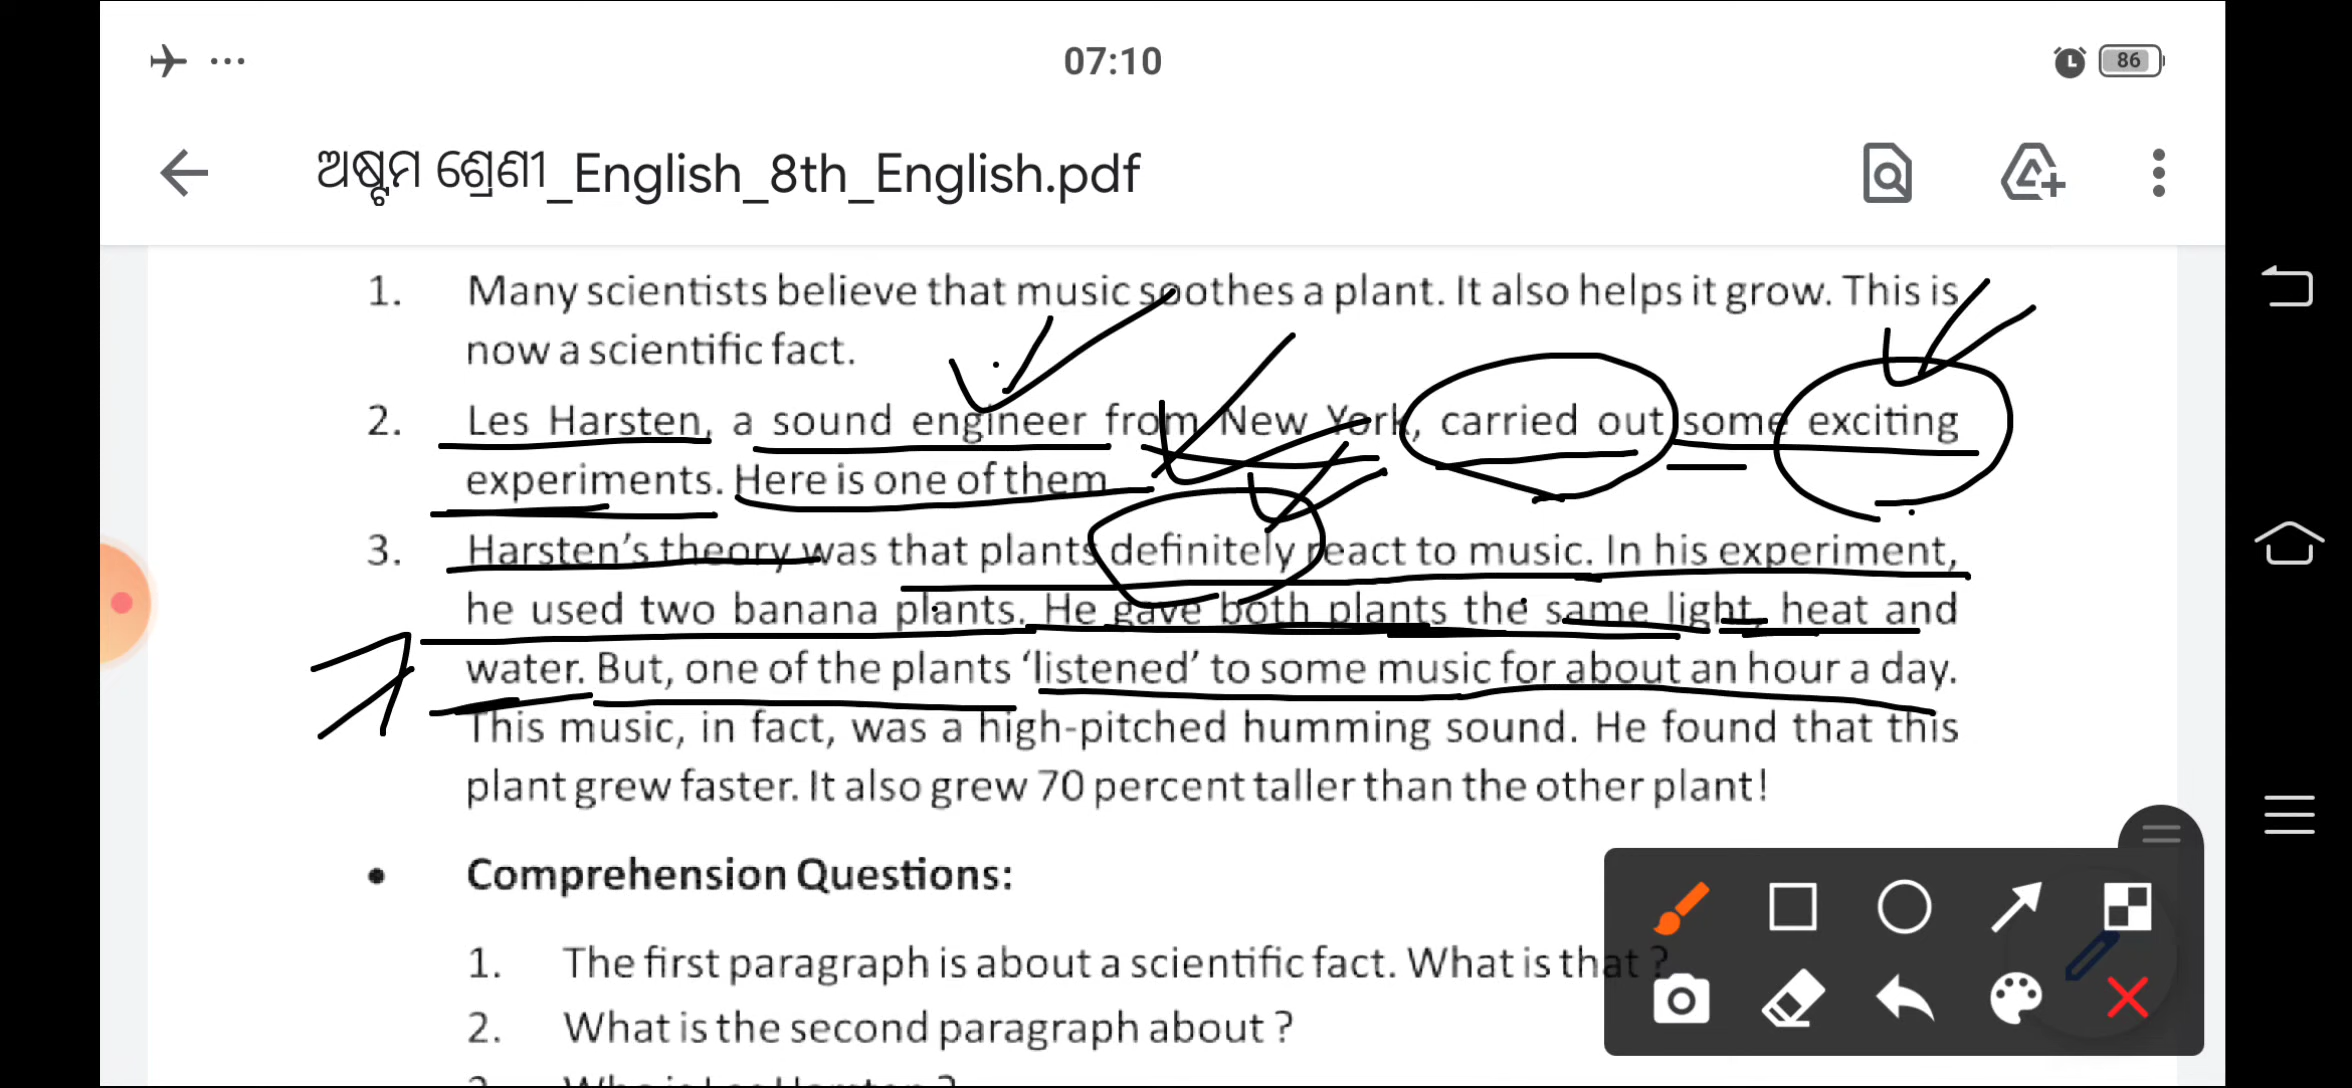 07:10
86
ଅଷ୍ଟମ ଶ୍ରେଣୀ_English_8th_English.pdf
1. Many scientists believe that music soothes a plant. It also helps it grow. This is
now a scientific fact.
2. Les Harsten, a sound engineer from New York, carried out some exciting
experiments. Here is one of them
3. Harsten's theory was that plants definitely react to music. In his experiment,
he used two banana plants. He gave both plants the same light, heat and
water. But, one of the plants 'listened' to some music for about an hour a day.
This music, in fact, was a high-pitched humming sound. He found that this
plant grew faster. It also grew 70 percent taller than the other plant!
• Comprehension Questions:
1. The first paragraph is about a scientific fact. What is that ?
2. What is the second paragraph about ?